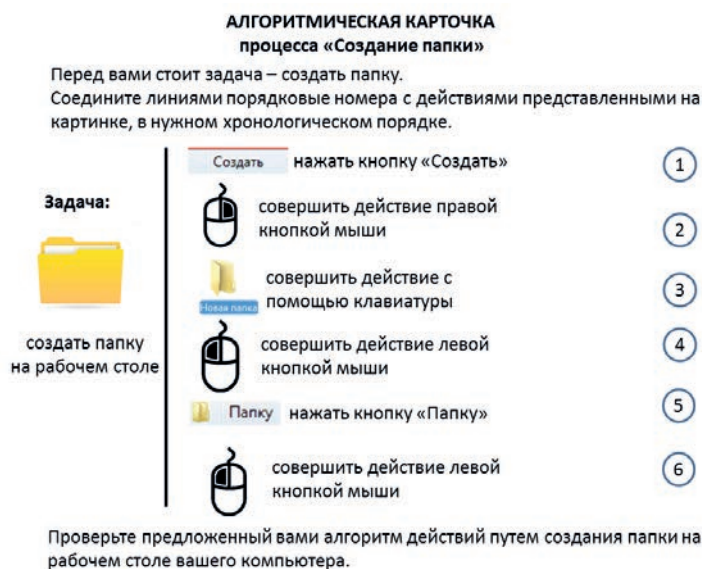 АЛГОРИТМИЧЕСКАЯ КАРТОЧКА
процесса «Создание папки»
Перед вами стоит задача – создать папку.
Соедините линиями порядковые номера с действиями представленными на
картинке, в нужном хронологическом порядке.
Задача:
создать папку
на рабочем столе
Создать нажать кнопку «Создать» 1
совершить действие правой
кнопкой мыши 2
совершить действие с
Новая папка помощью клавиатуры 3
совершить действие левой 4
кнопкой мыши
Папку нажать кнопку «Папку» 5
совершить действие левой 6
кнопкой мыши
Проверьте предложенный вами алгоритм действий путем создания папки на
рабочем столе вашего компьютера.